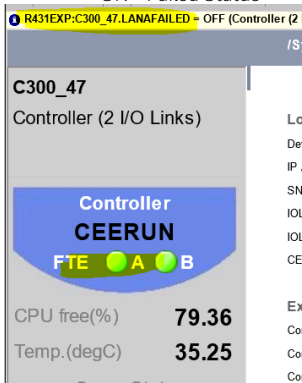 R431EXP:C300_47.LANAFAILED = OFF (Controller (2 I
/S
C300_47
Controller (2 I/O Links)
Lo
De
IP
SN
IOL
IOL
CE
Controller
CEERUN
FTE A B
CPU free(%) 79.36
Temp.(degC) 35.25
Ex
Co
Co
Co